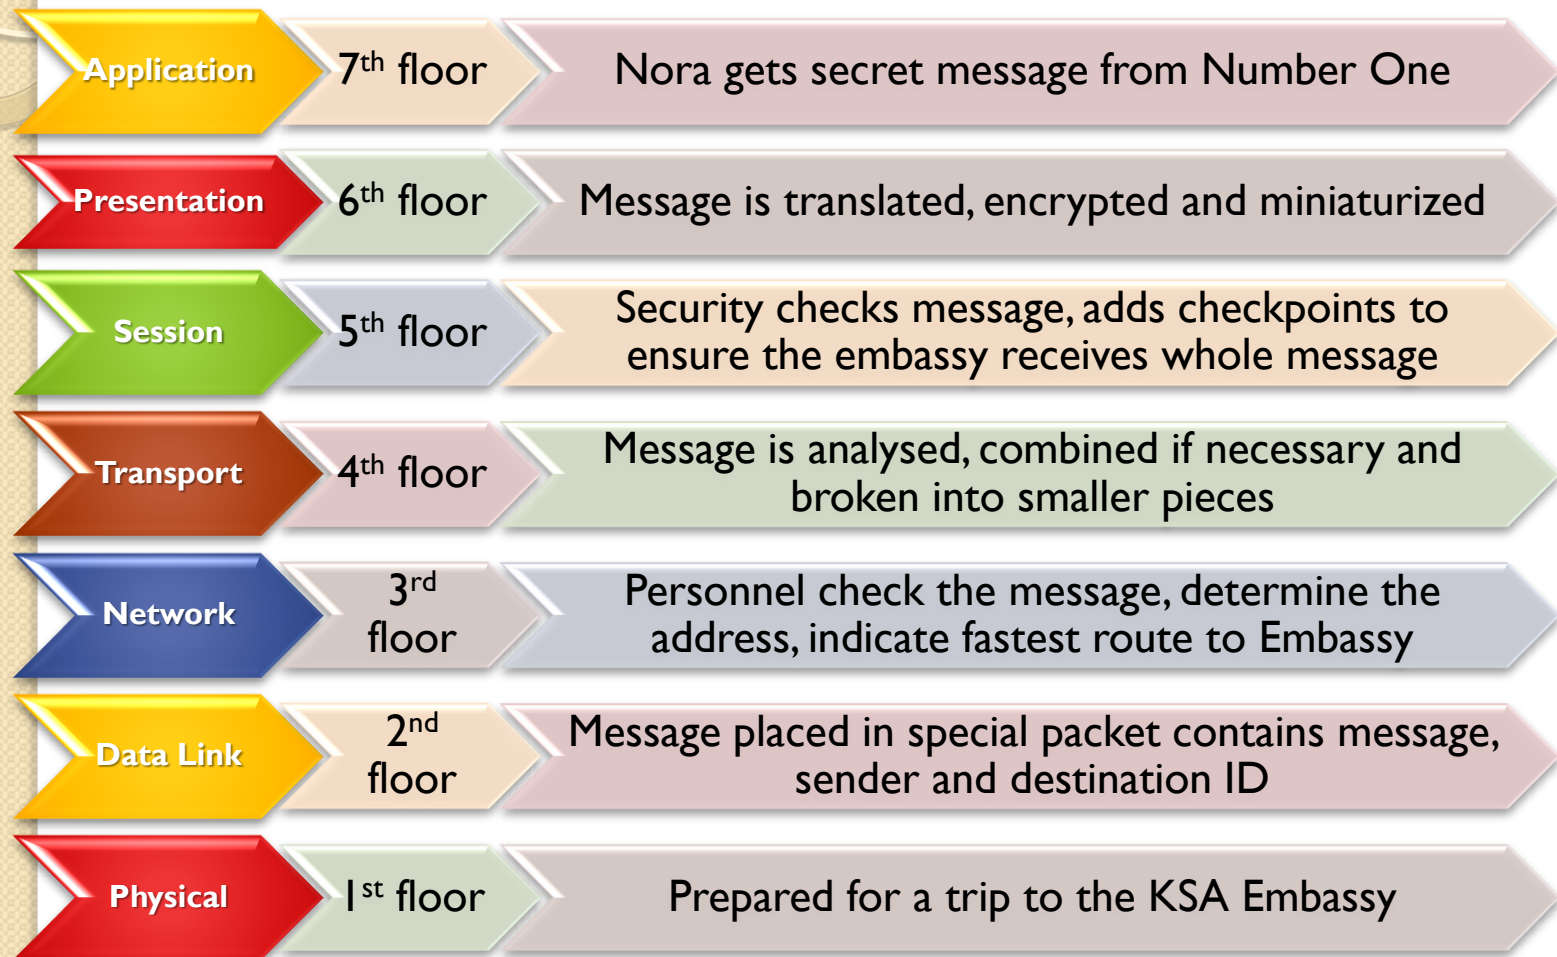 Application
7th floor
Nora gets secret message from Number One
Presentation
6th floor
Message is translated, encrypted and miniaturized
Session
5th floor
Security checks message, adds checkpoints to
ensure the embassy receives whole message
Transport
4th floor
Message is analysed, combined if necessary and
broken into smaller pieces
Network
3rd
floor
Personnel check the message, determine the
address, indicate fastest route to Embassy
Data Link
2nd
floor
Message placed in special packet contains message,
sender and destination ID
Physical
1st floor
Prepared for a trip to the KSA Embassy